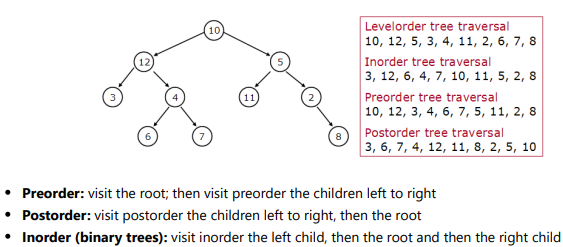 10
12
5
3
4
11
2
6
7
8
Levelorder tree traversal
10, 12, 5, 3, 4, 11, 2, 6, 7, 8
Inorder tree traversal
3, 12, 6, 4, 7, 10, 11, 5, 2, 8
Preorder tree traversal
10, 12, 3, 4, 6, 7, 5, 11, 2, 8
Postorder tree traversal
3, 6, 7, 4, 12, 11, 8, 2, 5, 10
• Preorder: visit the root; then visit preorder the children left to right
• Postorder: visit postorder the children left to right, then the root
• Inorder (binary trees): visit inorder the left child, then the root and then the right child